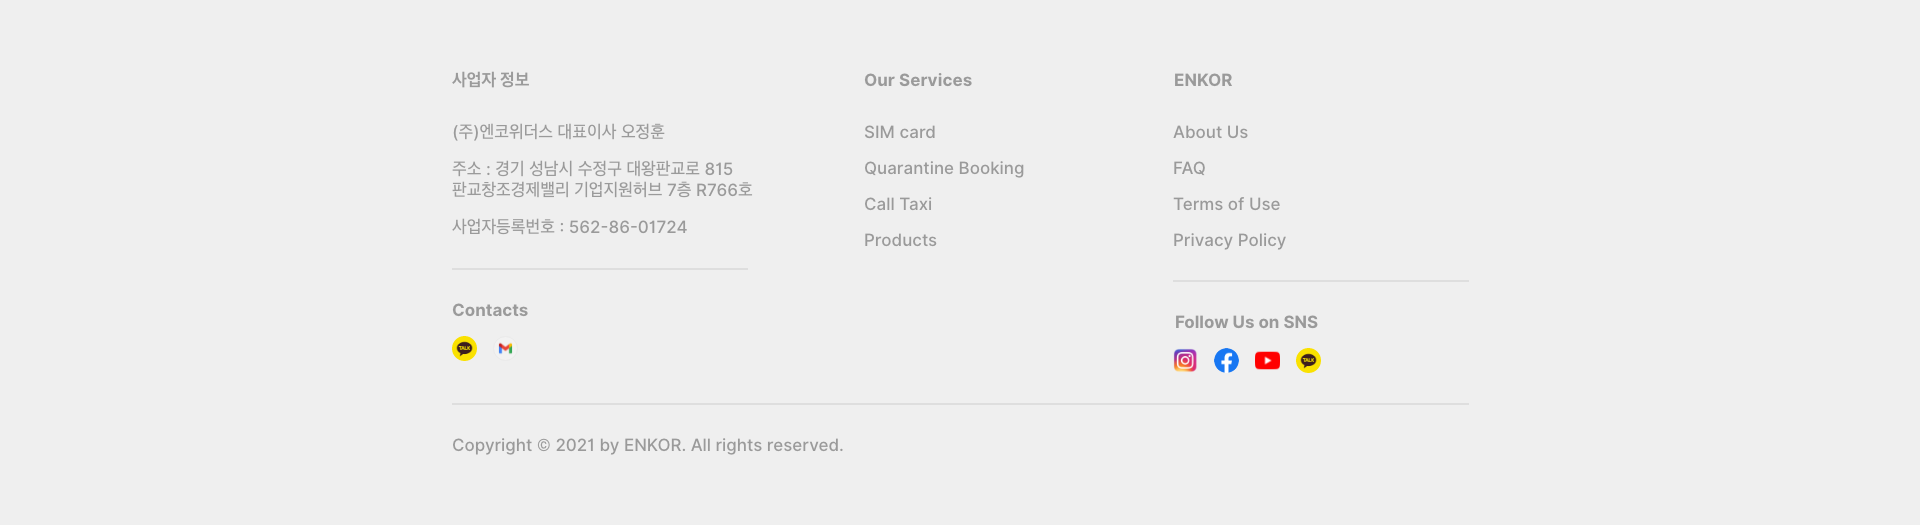 사업자 정보
(주)엔코위더스 대표이사 오정훈
주소 : 경기 성남시 수정구 대왕판교로 815
판교창조경제밸리 기업지원허브 7층 R766호
사업자등록번호 : 562-86-01724
Contacts
TALK
Our Services
SIM card
Quarantine Booking
Call Taxi
Products
ENKOR
About Us
FAQ
Terms of Use
Privacy Policy
Follow Us on SNS
TALK
Copyright © 2021 by ENKOR. All rights reserved.